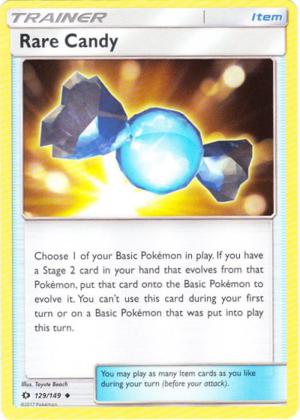 TRAINER
Item
Rare Candy
Choose 1 of your Basic Pokémon in play. If you
have a Stage 2 card in your hand that evolves from
that Pokémon, put that card onto the Basic Pokémon
to evolve it. You can't use this card during your
first turn or on a Basic Pokémon that was put into
play this turn.
Illus. Toyote Beach
129/149
©2017 Pokémon
You may play as many Item cards as you like
during your turn (before your attack).